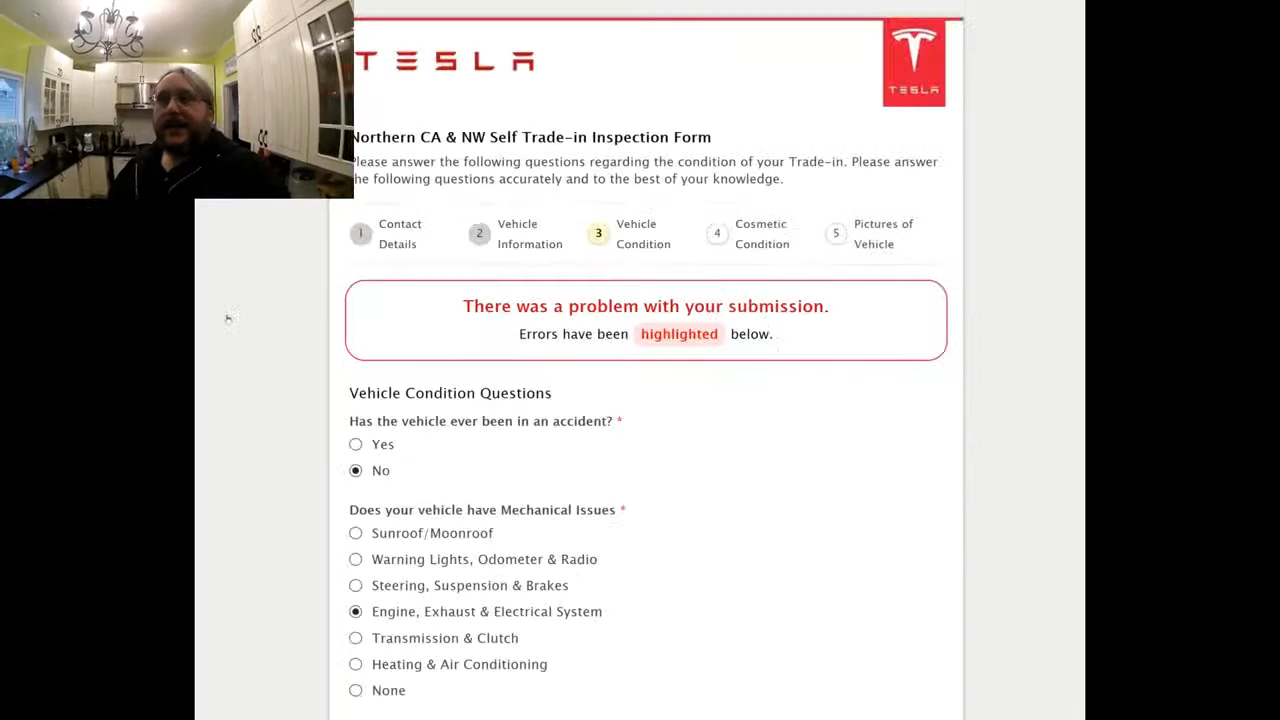 TESLA
TESLA
Northern CA & NW Self Trade-in Inspection Form
Please answer the following questions regarding the condition of your Trade-in. Please answer
the following questions accurately and to the best of your knowledge.
1 Contact Details
2 Vehicle Information
3 Vehicle Condition
4 Cosmetic Condition
5 Pictures of Vehicle
There was a problem with your submission.
Errors have been highlighted below.
Vehicle Condition Questions
Has the vehicle ever been in an accident? *
Yes
No
Does your vehicle have Mechanical Issues *
Sunroof/Moonroof
Warning Lights, Odometer & Radio
Steering, Suspension & Brakes
Engine, Exhaust & Electrical System
Transmission & Clutch
Heating & Air Conditioning
None